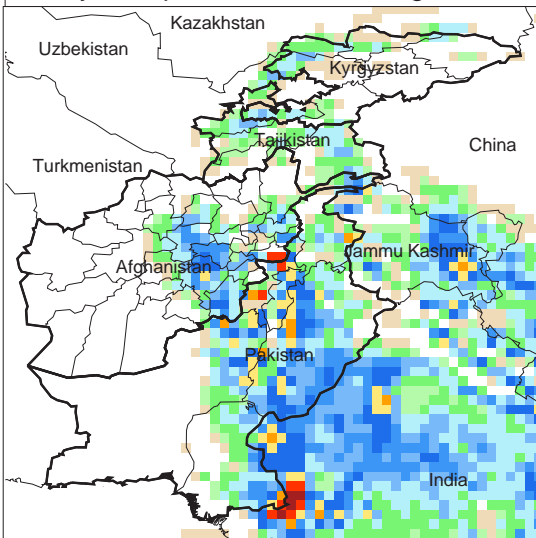 Kazakhstan
Uzbekistan
Kyrgyzstan
Tajikistan
China
Turkmenistan
Jammu Kashmir
Afghanistan
Pakistan
India